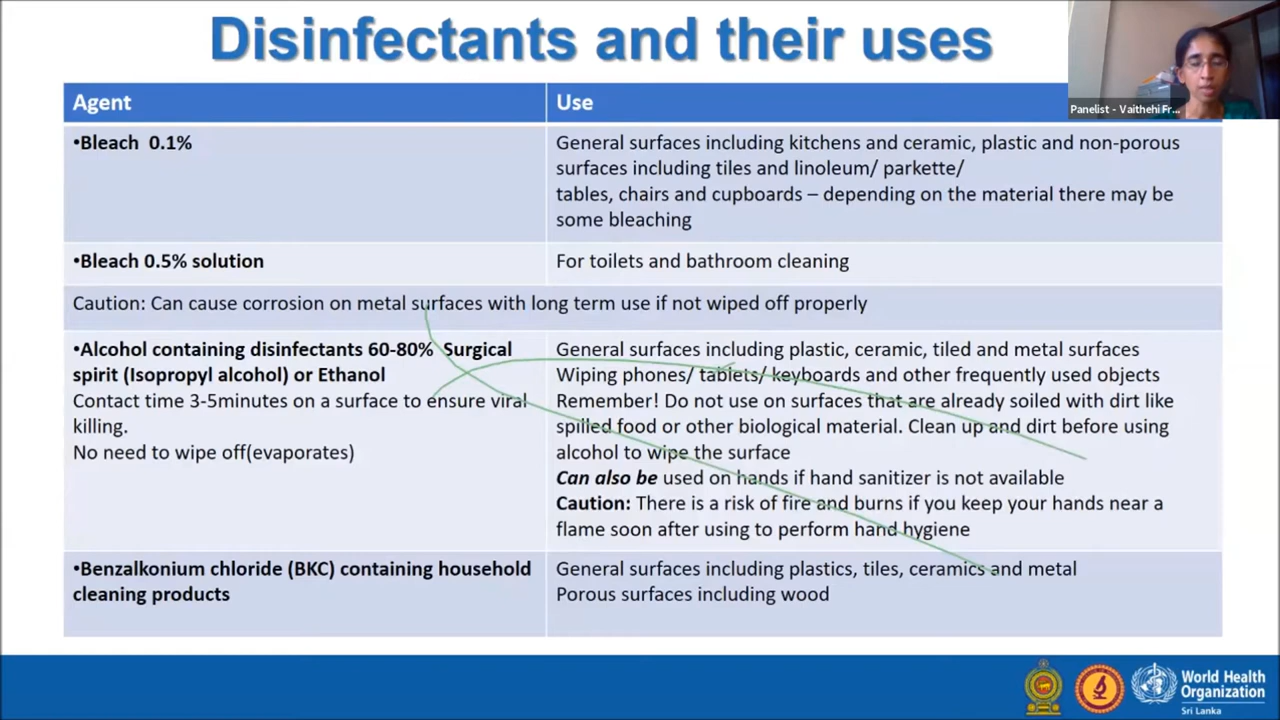 Disinfectants and their uses
Panelist - Vaithehi Fr...
Agent
Use
•Bleach 0.1%
General surfaces including kitchens and ceramic, plastic and non-porous
surfaces including tiles and linoleum/ parkette/
tables, chairs and cupboards – depending on the material there may be
some bleaching
•Bleach 0.5% solution
For toilets and bathroom cleaning
Caution: Can cause corrosion on metal surfaces with long term use if not wiped off properly
•Alcohol containing disinfectants 60-80% Surgical
spirit (Isopropyl alcohol) or Ethanol
Contact time 3-5minutes on a surface to ensure viral
killing.
No need to wipe off(evaporates)
General surfaces including plastic, ceramic, tiled and metal surfaces
Wiping phones/ tablets/ keyboards and other frequently used objects
Remember! Do not use on surfaces that are already soiled with dirt like
spilled food or other biological material. Clean up and dirt before using
alcohol to wipe the surface
Can also be used on hands if hand sanitizer is not available
Caution: There is a risk of fire and burns if you keep your hands near a
flame soon after using to perform hand hygiene
•Benzalkonium chloride (BKC) containing household
cleaning products
General surfaces including plastics, tiles, ceramics and metal
Porous surfaces including wood
World Health
Organization
Sri Lanka